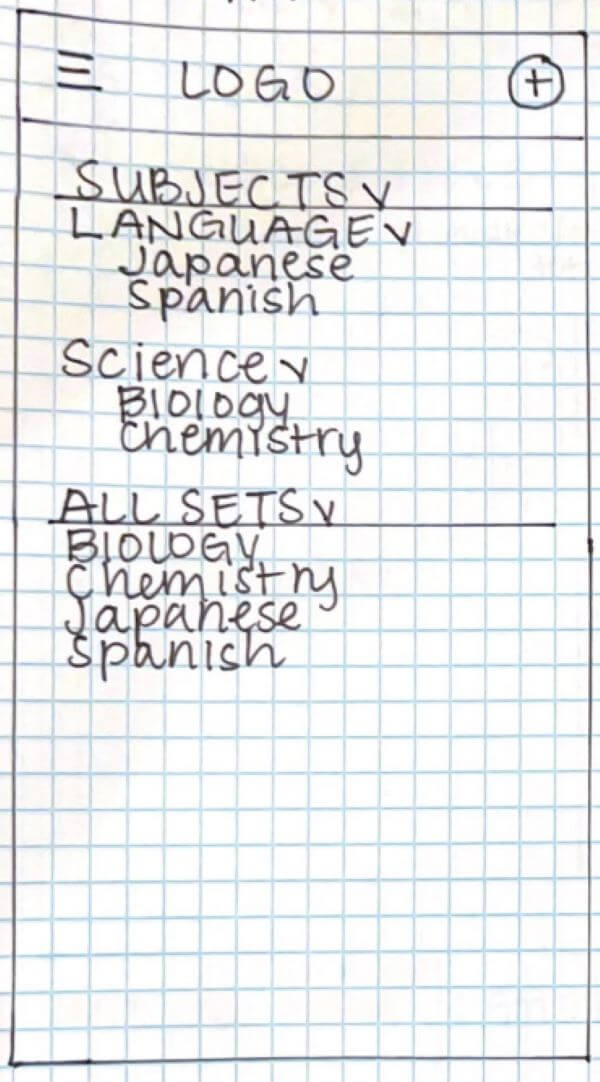 LOGO
SUBJECTS
LANGUAGE
Japanese
Spanish
Science
BIOLOGY
Chemistry
ALL SETS
BIOLOGY
Chemistry
Japanese
Spanish